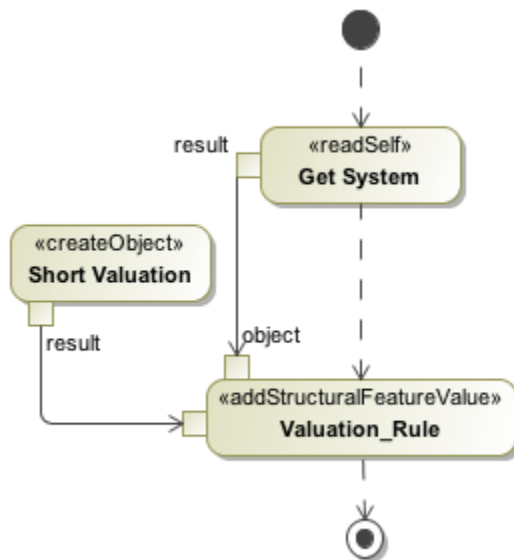 result
«readSelf»
Get System
«createObject»
Short Valuation
result
object
«addStructuralFeatureValue»
Valuation_Rule